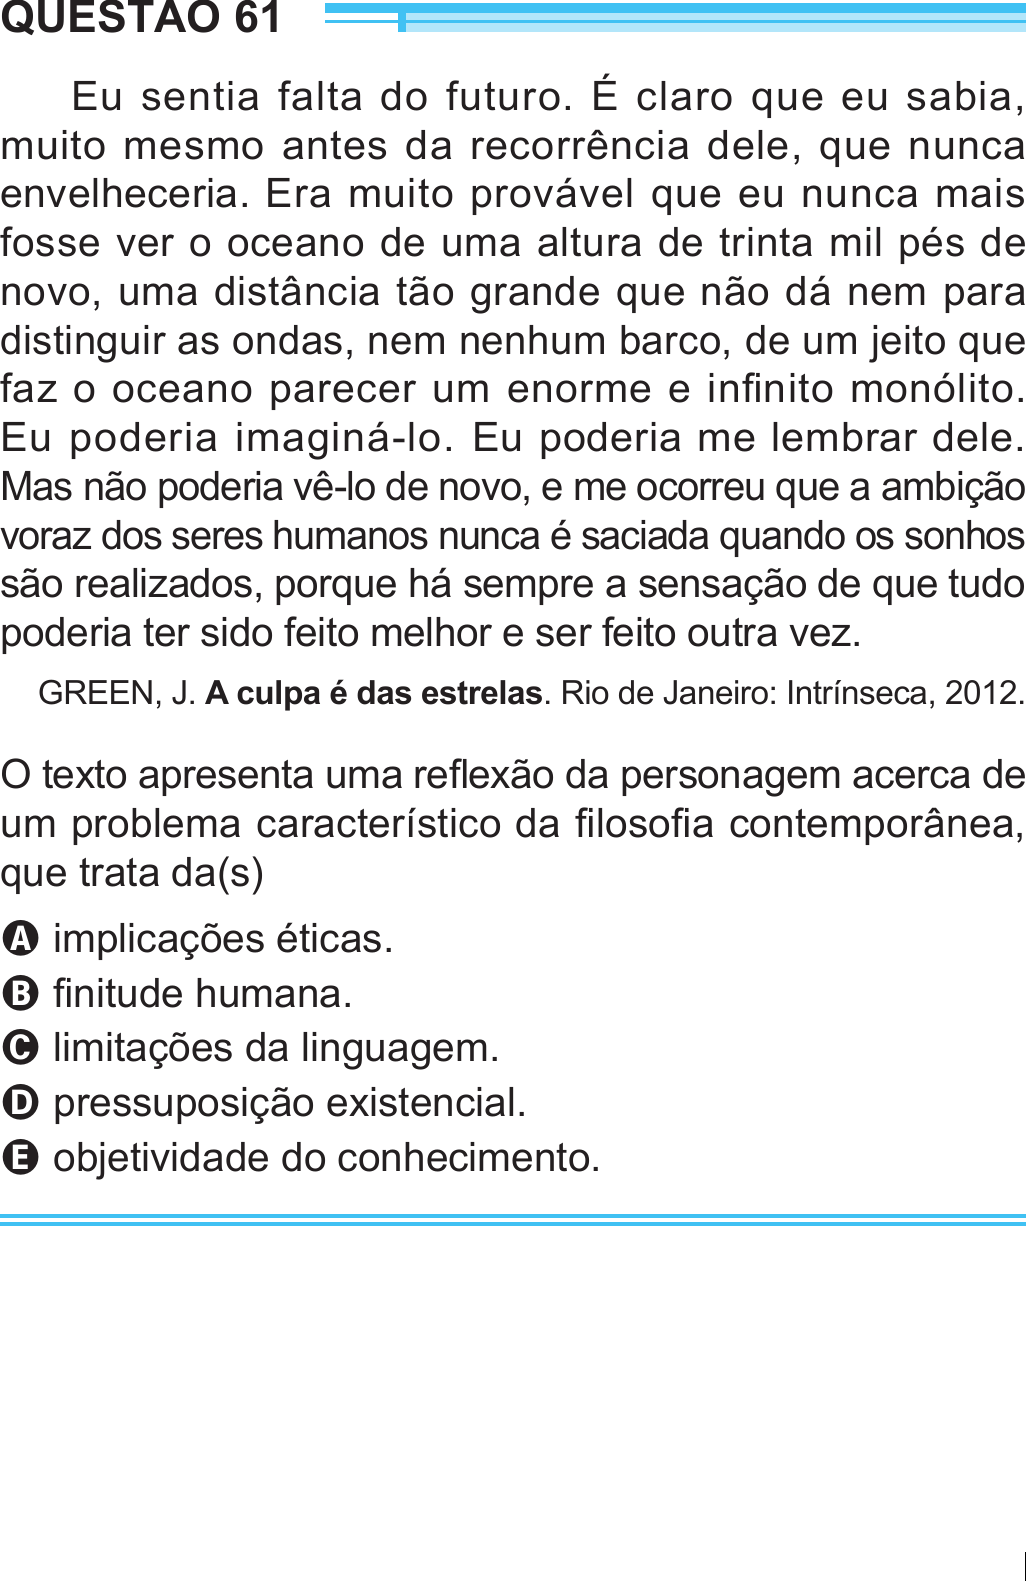 QUESTÃO 61
Eu sentia falta do futuro. É claro que eu sabia,
muito mesmo antes da recorrência dele, que nunca
envelheceria. Era muito provável que eu nunca mais
fosse ver o oceano de uma altura de trinta mil pés de
novo, uma distância tão grande que não dá nem para
distinguir as ondas, nem nenhum barco, de um jeito que
faz o oceano parecer um enorme e infinito monólito.
Eu poderia imaginá-lo. Eu poderia me lembrar dele.
Mas não poderia vê-lo de novo, e me ocorreu que a ambição
voraz dos seres humanos nunca é saciada quando os sonhos
são realizados, porque há sempre a sensação de que tudo
poderia ter sido feito melhor e ser feito outra vez.
GREEN, J. A culpa é das estrelas. Rio de Janeiro: Intrínseca, 2012.
O texto apresenta uma reflexão da personagem acerca de
um problema característico da filosofia contemporânea,
que trata da(s)
A implicações éticas.
B finitude humana.
C limitações da linguagem.
D pressuposição existencial.
E objetividade do conhecimento.